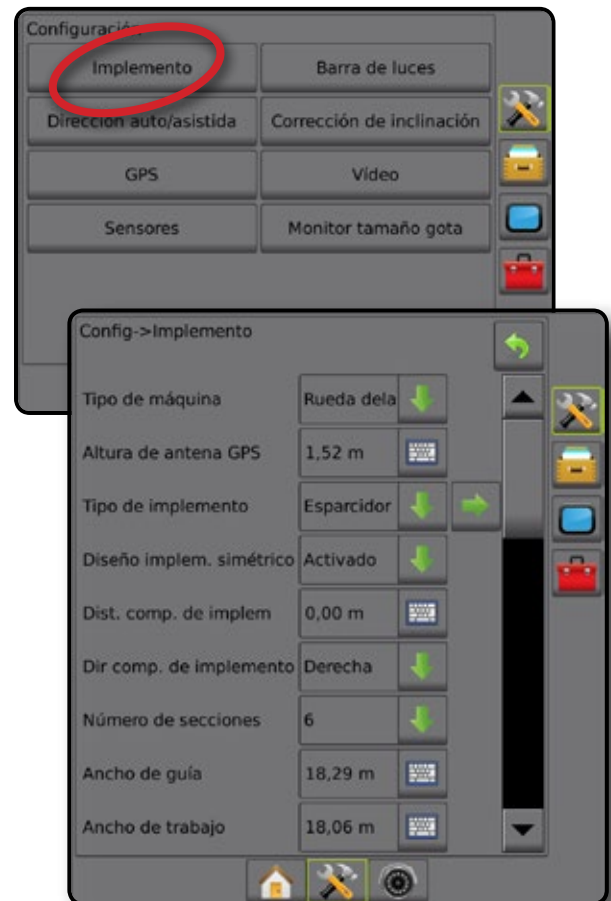 Configuración
Implemento
Barra de luces
Dirección auto/asistida
Corrección de inclinación
GPS
Vídeo
Sensores
Monitor tamaño gota
Config->Implemento
Tipo de máquina Rueda dela
Altura de antena GPS 1,52 m
Tipo de implemento Esparcidor
Diseño implem. simétrico Activado
Dist. comp. de implem 0,00 m
Dir comp. de implemento Derecha
Número de secciones 6
Ancho de guía 18,29 m
Ancho de trabajo 18,06 m